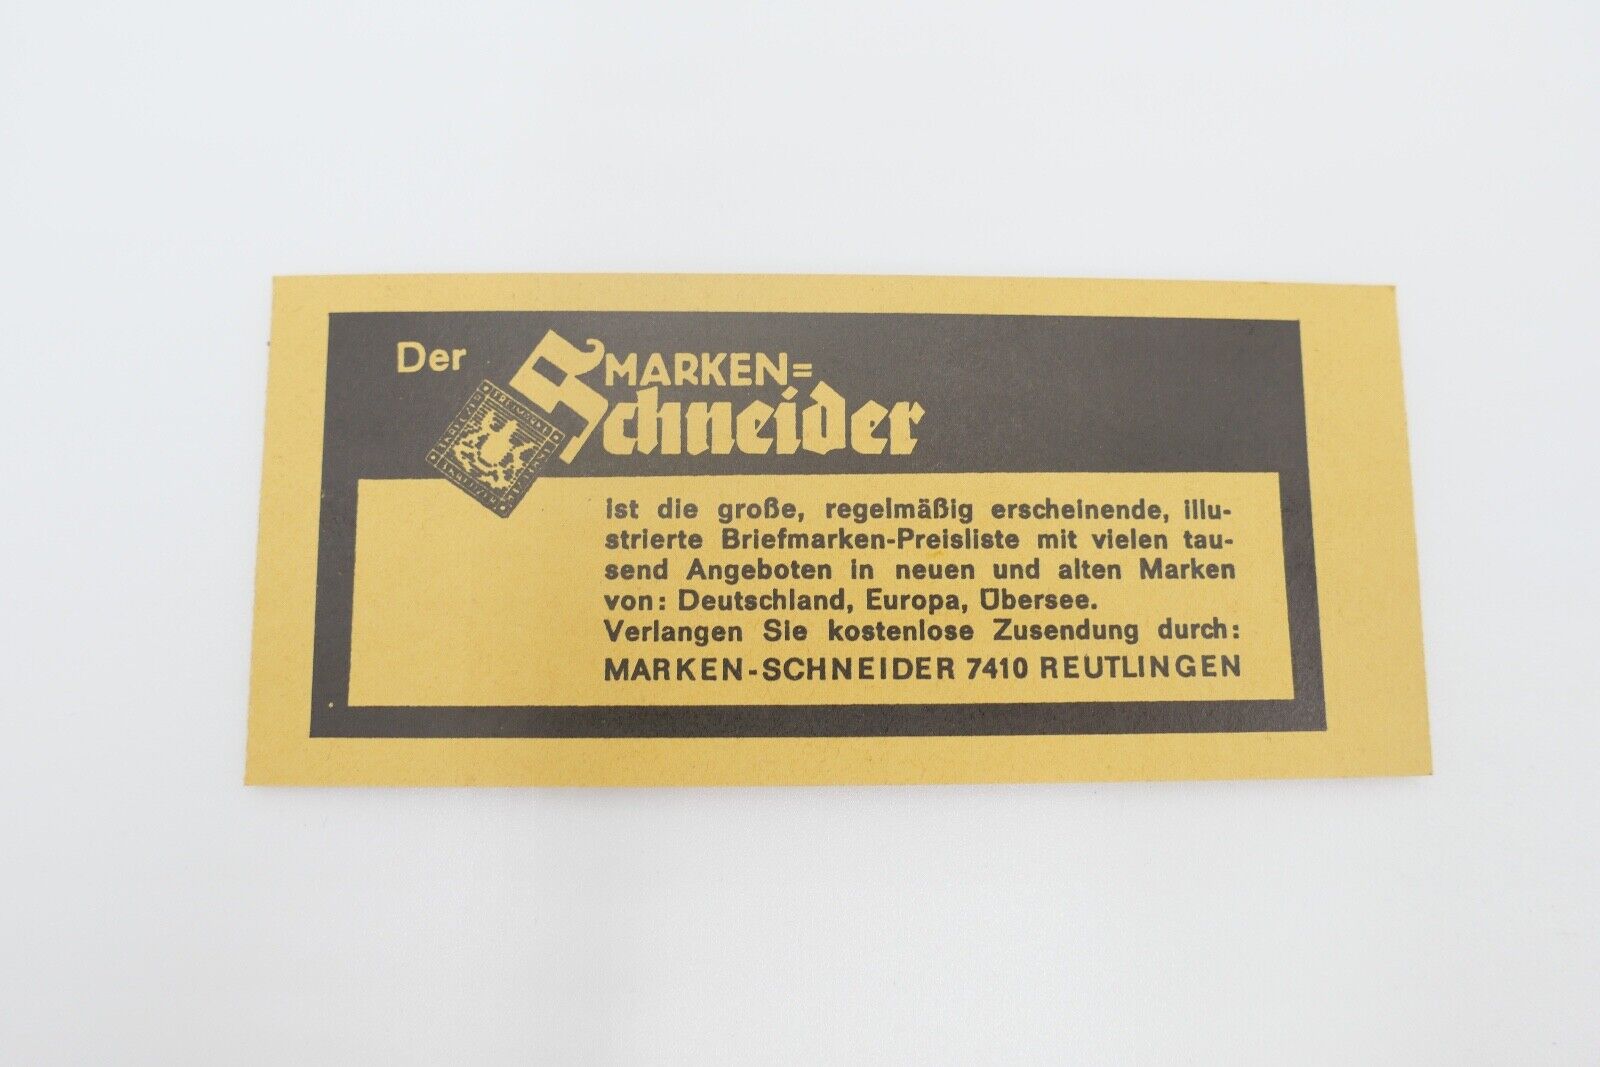 Der
MARKEN=
Schneider
FREIMARKE
ist die große, regelmäßig erscheinende, illu-
strierte Briefmarken-Preisliste mit vielen tau-
send Angeboten in neuen und alten Marken
von: Deutschland, Europa, Übersee.
Verlangen Sie kostenlose Zusendung durch:
MARKEN-SCHNEIDER 7410 REUTLINGEN